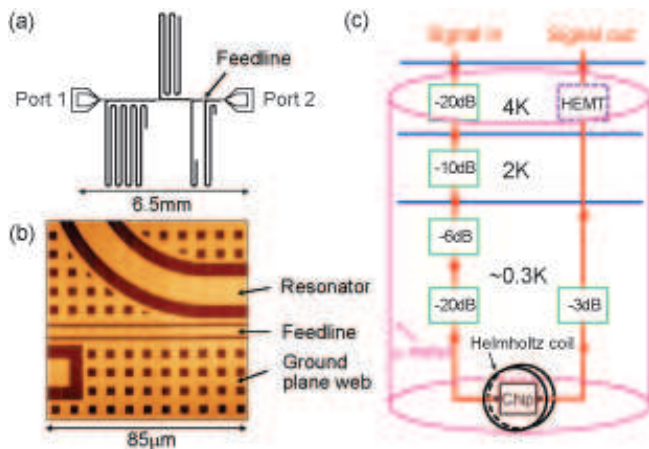 (a)
Feedline
Port 1
Port 2
6.5mm
(b)
Resonator
Feedline
Ground
plane web
85μm
(c)
Signal in
Signal out
-20dB
4K
HEMT
-10dB
2K
-6dB
~0.3K
-20dB
-3dB
Helmholtz coil
Chip